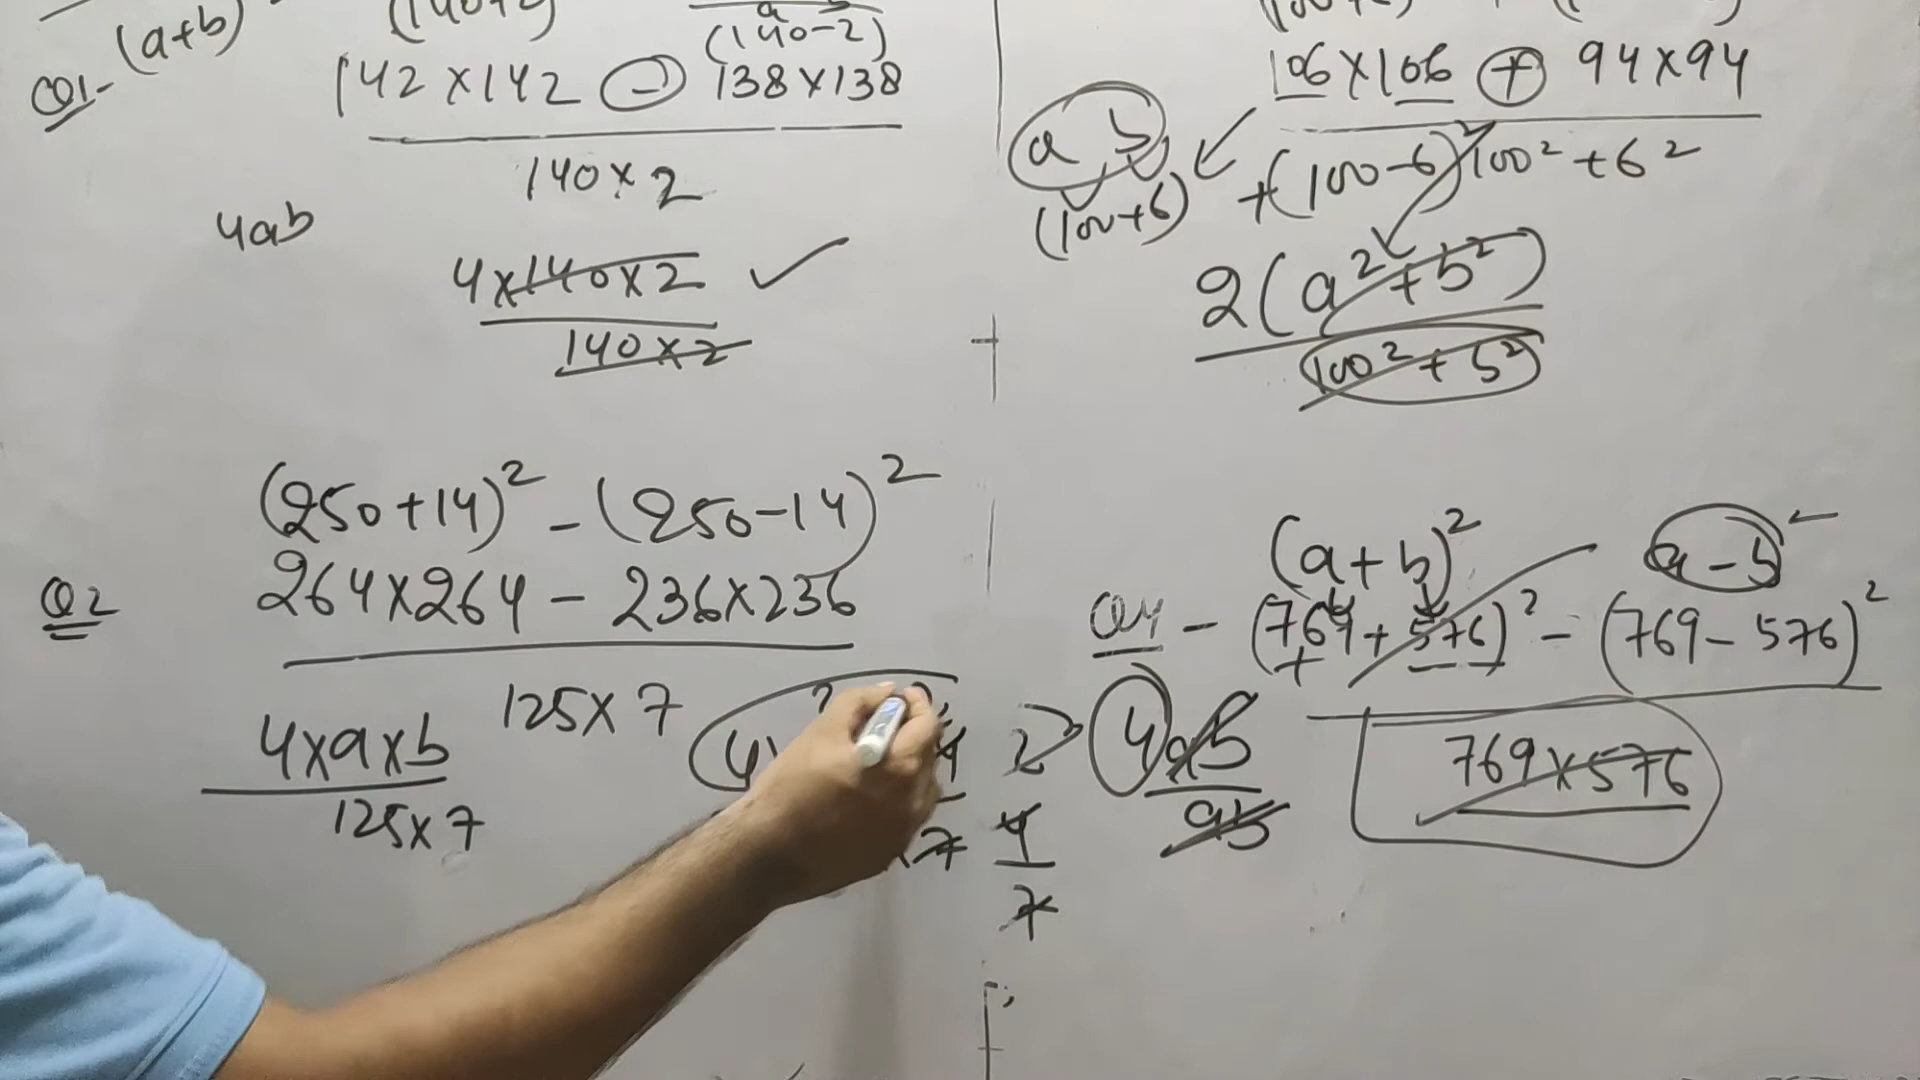 (a+b)
(140-2)
Q1- 142×142 - 138×138
140×2
4ab
4×140×2 ✓
140×2
106×106 + 94×94
a b
(100+6) +(100-6)² 100²+6²
2(a²+b²)
100²+5²
Q2 (250+14)² - (250-14)²
264×264 - 236×236
125×7
4×a×b
125×7
4
7
(a+b)² a-b²
Q4 - (769+576)² - (769-576)²
769×576
4ab
ab